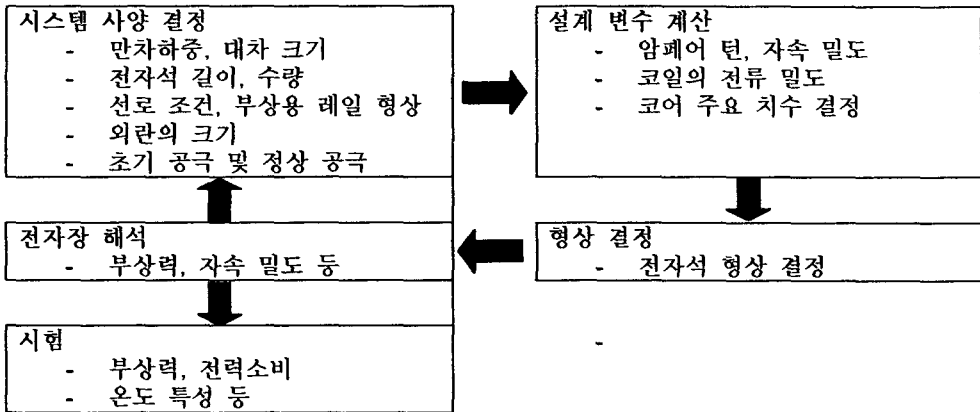 시스템 사양 결정
- 만차하중, 대차 크기
- 전자석 길이, 수량
- 선로 조건, 부상용 레일 형상
- 외란의 크기
- 초기 공극 및 정상 공극
설계 변수 계산
- 암페어 턴, 자속 밀도
- 코일의 전류 밀도
- 코어 주요 치수 결정
형상 결정
- 전자석 형상 결정
-
전자장 해석
- 부상력, 자속 밀도 등
시험
- 부상력, 전력소비
- 온도 특성 등